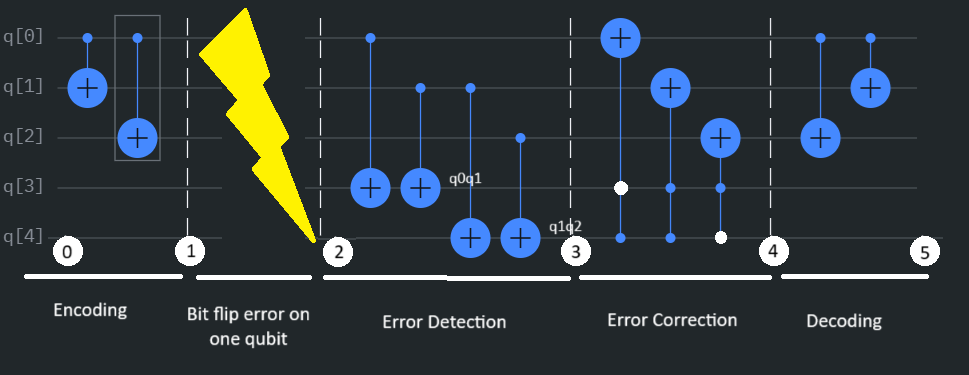 q[0]
q[1]
q[2]
q[3]
q[4]
q0q1
q1q2
0
1
2
3
4
5
Encoding
Bit flip error on
one qubit
Error Detection
Error Correction
Decoding